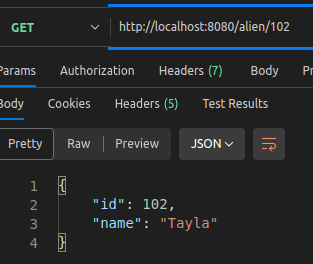 GET http://localhost:8080/alien/102
Params Authorization Headers (7) Body
Body Cookies Headers (5) Test Results
Pretty Raw Preview JSON
1 {
2 "id": 102,
3 "name": "Tayla"
4 }